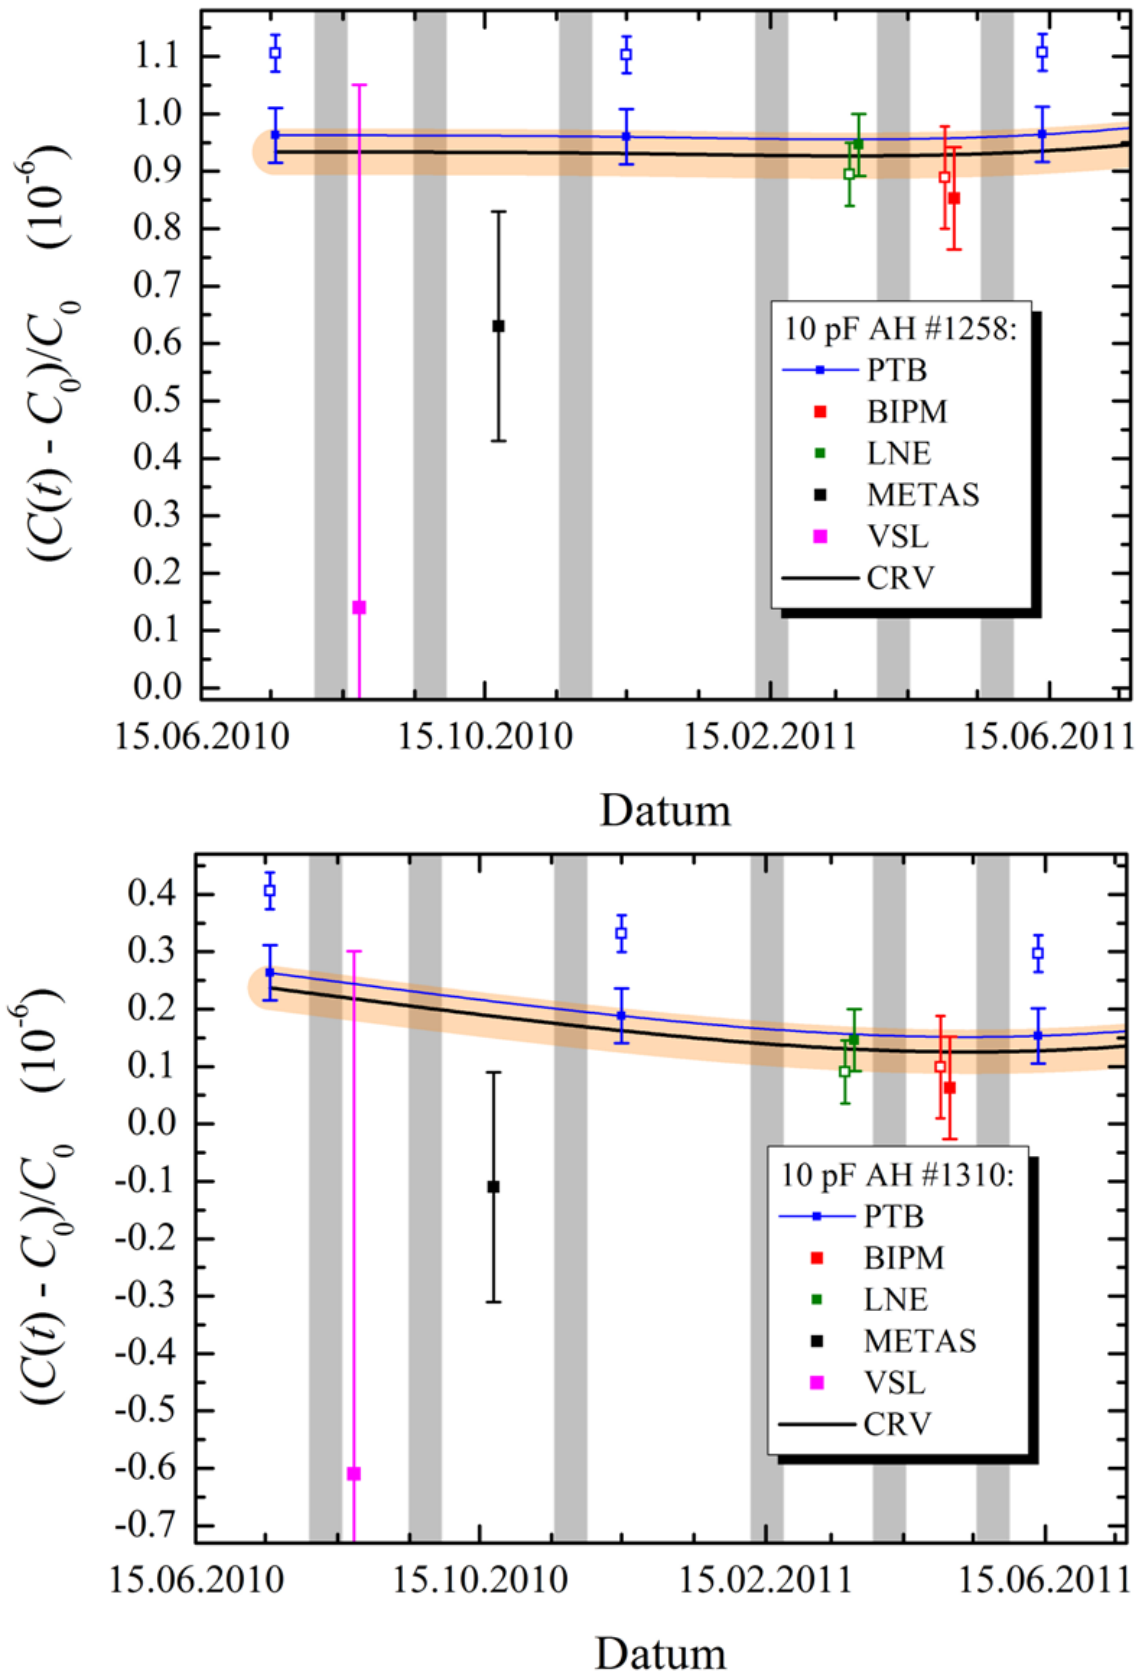 (C(t) - C₀)/C₀ (10⁻⁶)
1.1
1.0
0.9
0.8
0.7
0.6
0.5
0.4
0.3
0.2
0.1
0.0
10 pF AH #1258:
PTB
BIPM
LNE
METAS
VSL
CRV
15.06.2010 15.10.2010 15.02.2011 15.06.2011
Datum
(C(t) - C₀)/C₀ (10⁻⁶)
0.4
0.3
0.2
0.1
0.0
-0.1
-0.2
-0.3
-0.4
-0.5
-0.6
-0.7
10 pF AH #1310:
PTB
BIPM
LNE
METAS
VSL
CRV
15.06.2010 15.10.2010 15.02.2011 15.06.2011
Datum